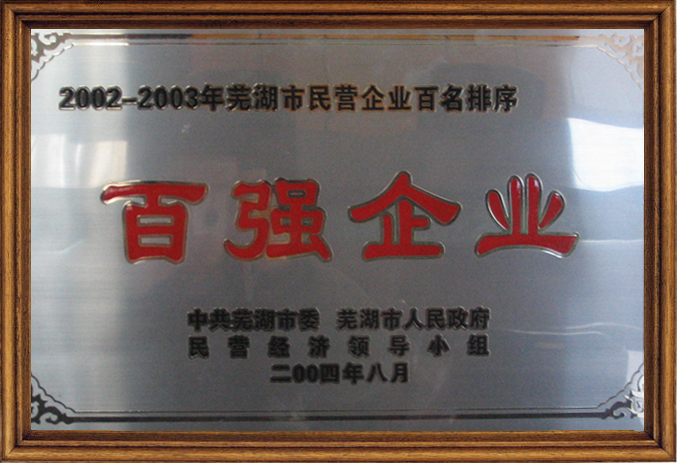 2002-2003年芜湖市民营企业百名排序
百强企业
中共芜湖市委 芜湖市人民政府
民营经济领导小组
二00四年八月